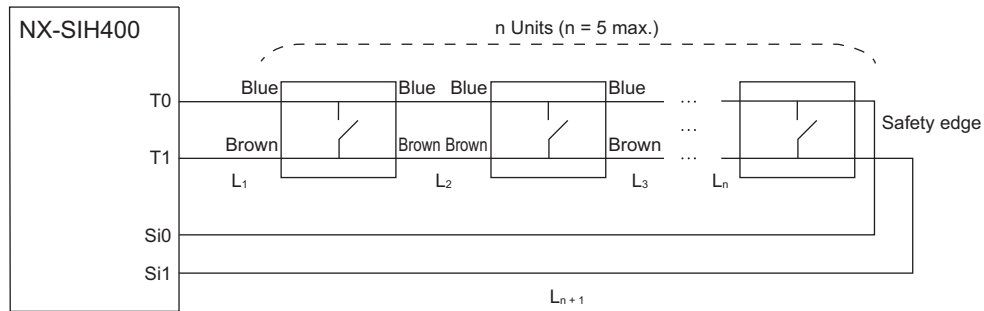 NX-SIH400
n Units (n = 5 max.)
T0 Blue Blue Blue Blue ...
... Safety edge
T1 Brown Brown Brown Brown ...
L1 L2 L3 Ln
Si0
Si1
Ln + 1